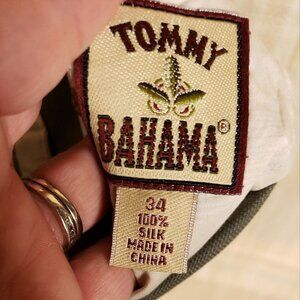 TOMMY
BAHAMA®
34
100%
SILK
MADE IN
CHINA